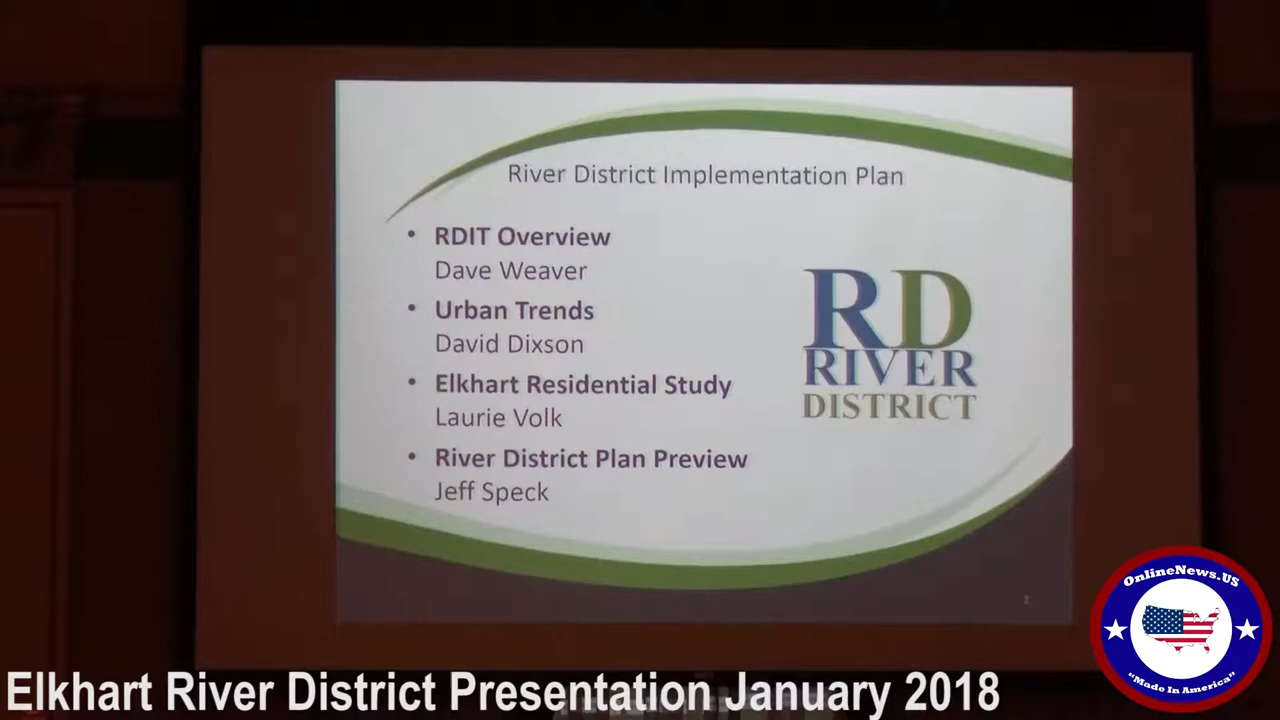 River District Implementation Plan
• RDIT Overview
Dave Weaver
• Urban Trends
David Dixson
• Elkhart Residential Study
Laurie Volk
• River District Plan Preview
Jeff Speck
RD
RIVER
DISTRICT
2
OnlineNews.US
"Made In America"
Elkhart River District Presentation January 2018